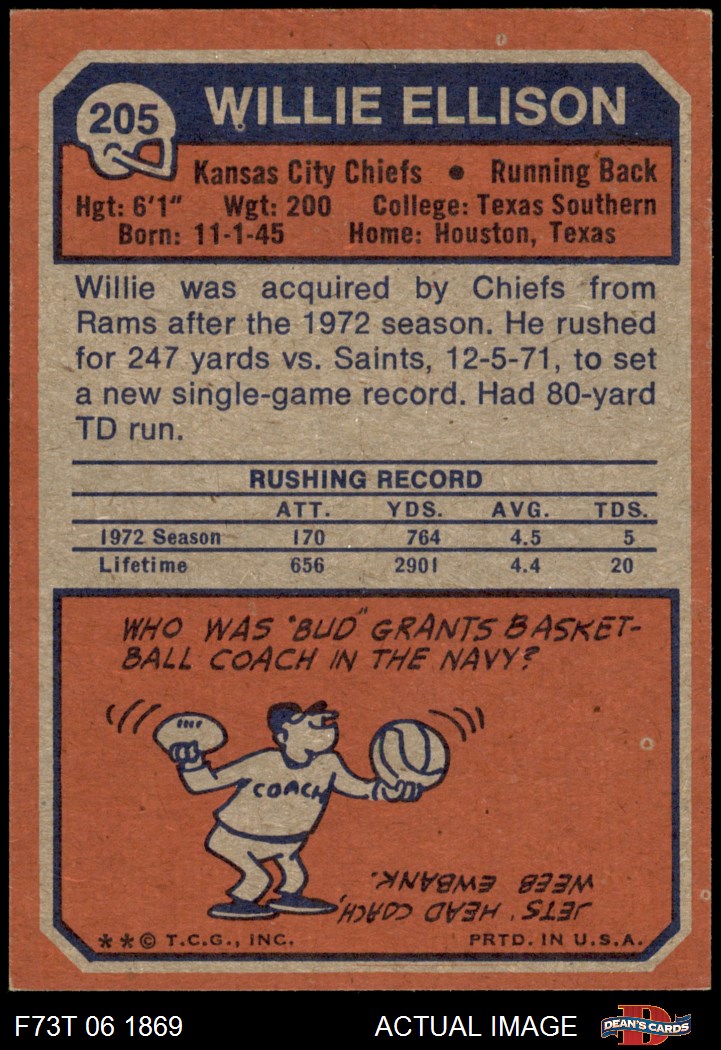 205
WILLIE ELLISON
Kansas City Chiefs • Running Back
Hgt: 6'1" Wgt: 200 College: Texas Southern
Born: 11-1-45 Home: Houston, Texas
Willie was acquired by Chiefs from
Rams after the 1972 season. He rushed
for 247 yards vs. Saints, 12-5-71, to set
a new single-game record. Had 80-yard
TD run.
RUSHING RECORD
ATT. YDS. AVG. TDS.
1972 Season 170 764 4.5 5
Lifetime 656 2901 4.4 20
WHO WAS "BUD" GRANTS BASKET-
BALL COACH IN THE NAVY?
COACH
JETS' HEAD COACH,
WEEB EWBANK.
**© T.C.G., INC. PRTD. IN U.S.A.
F73T 06 1869 ACTUAL IMAGE
D
DEAN'S CARDS